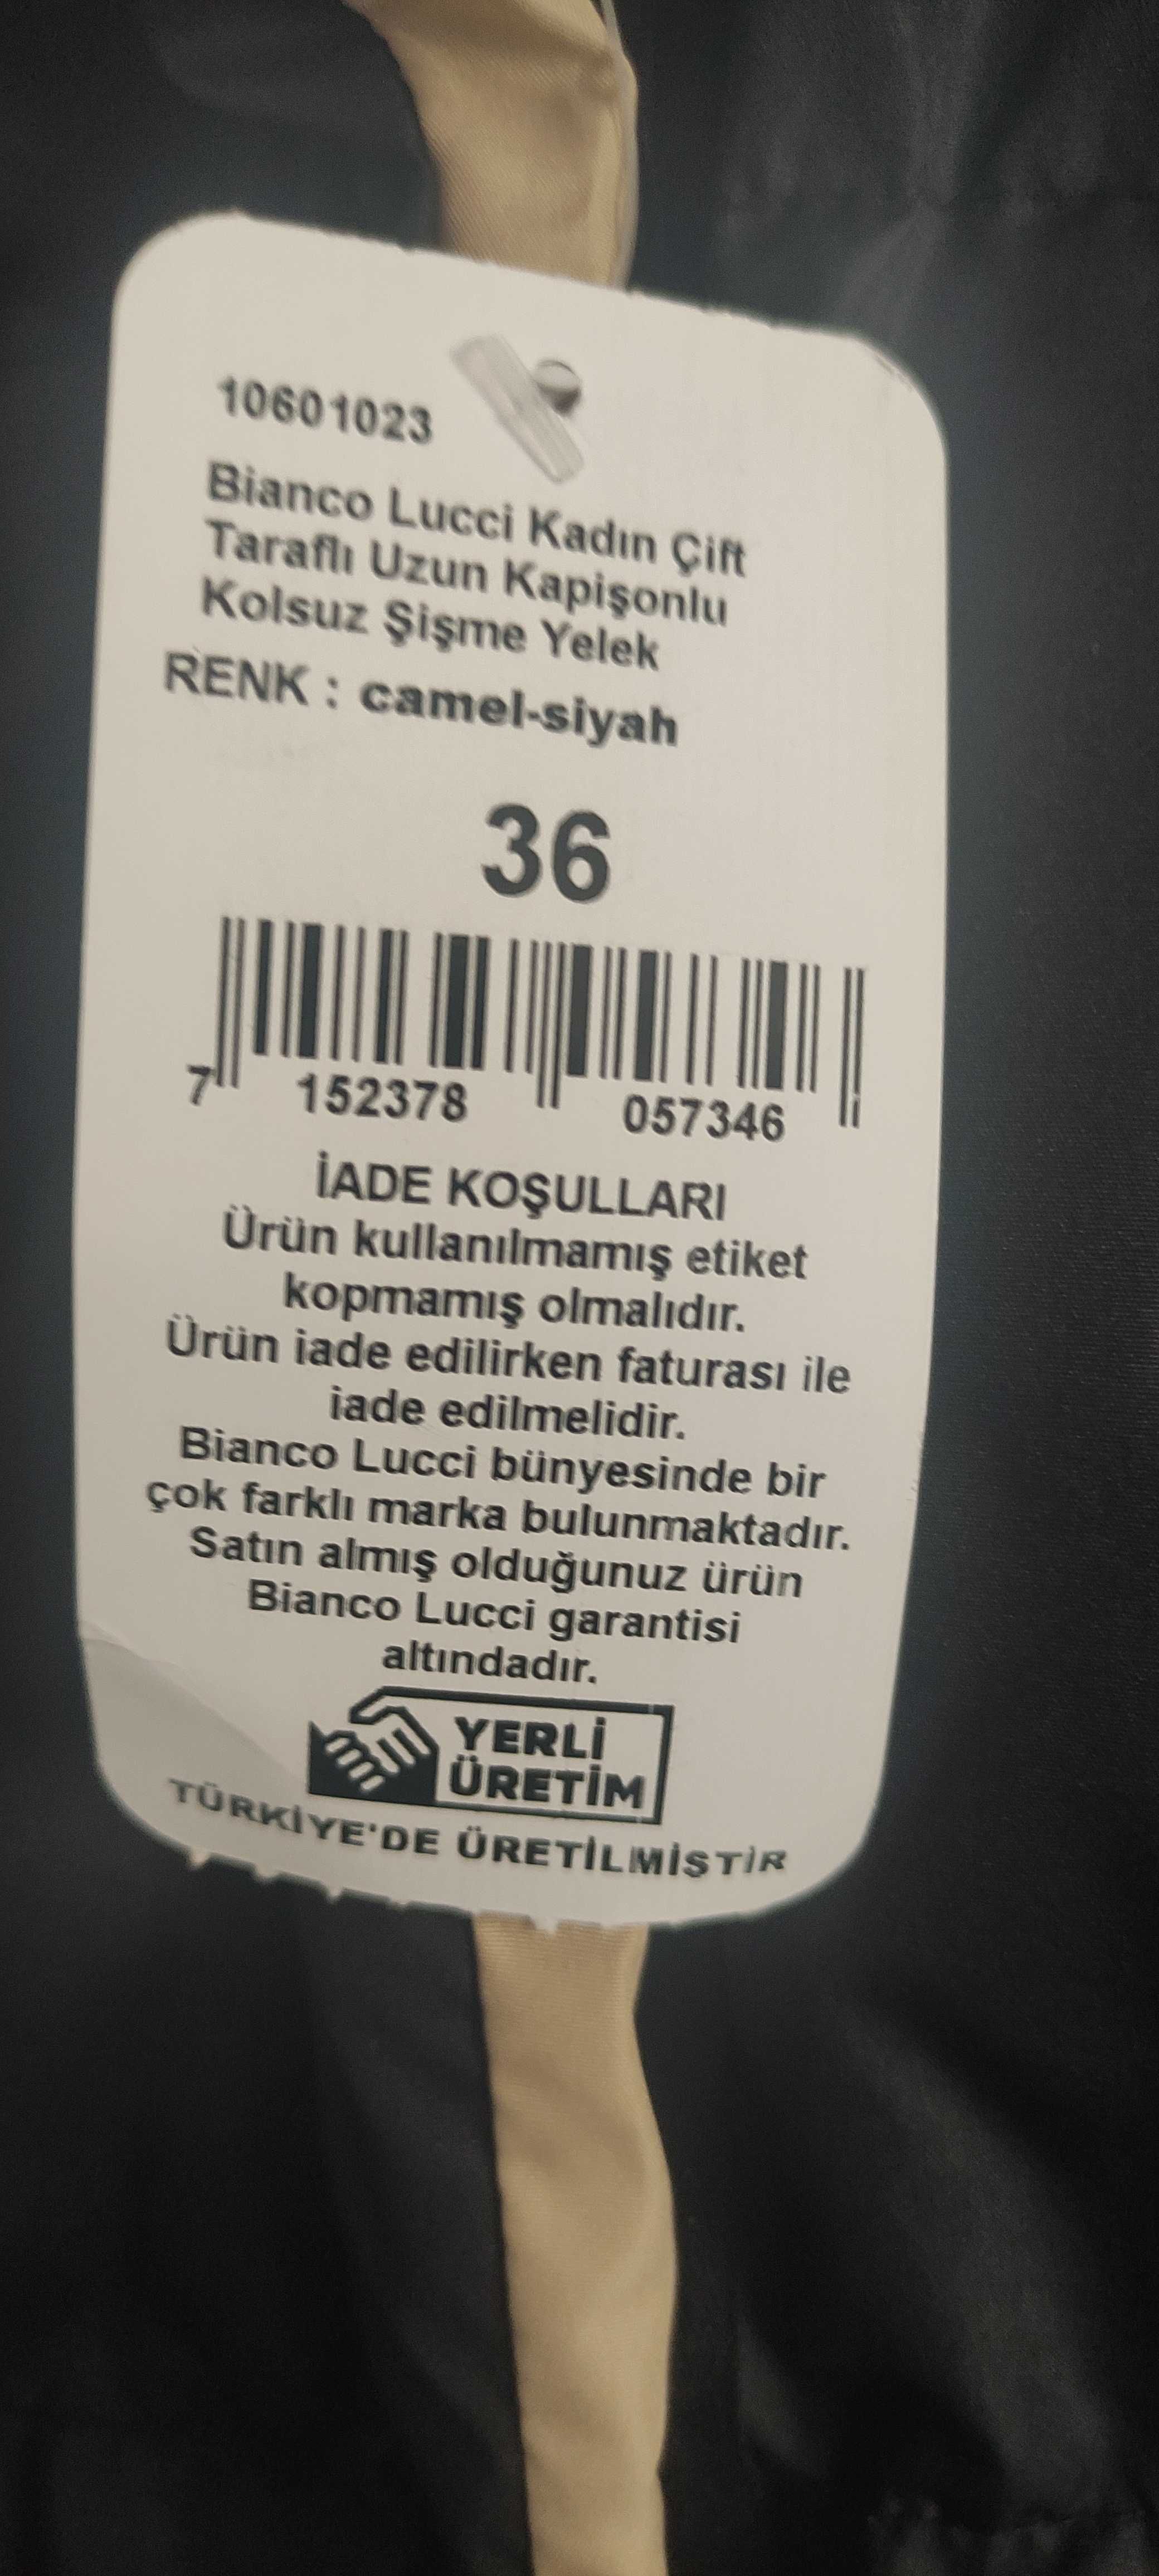 10601023
Bianco Lucci Kadın Çift
Taraflı Uzun Kapişonlu
Kolsuz Şişme Yelek
RENK : camel-siyah
36
7 152378 057346
İADE KOŞULLARI
Ürün kullanılmamış etiket
kopmamış olmalıdır.
Ürün iade edilirken faturası ile
iade edilmelidir.
Bianco Lucci bünyesinde bir
çok farklı marka bulunmaktadır.
Satın almış olduğunuz ürün
Bianco Lucci garantisi
altındadır.
YERLİ
ÜRETİM
TÜRKİYE'DE ÜRETİLMİŞTİR